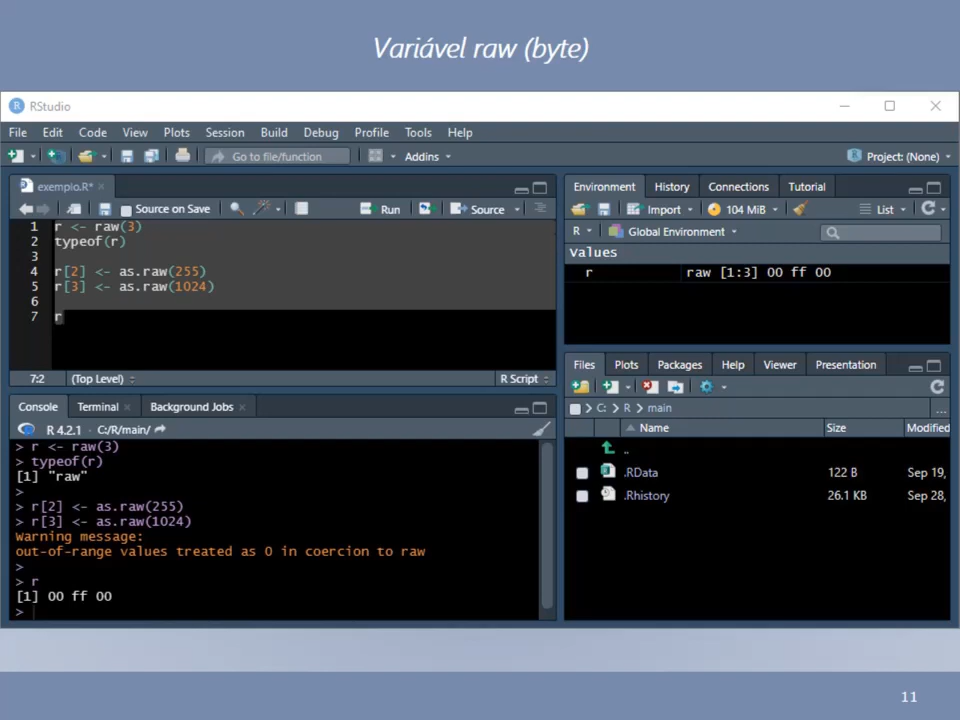 Variável raw (byte)
RStudio
File Edit Code View Plots Session Build Debug Profile Tools Help
Go to file/function Addins Project: (None)
exemplo.R*
Source on Save Run Source
1 r <- raw(3)
2 typeof(r)
3
4 r[2] <- as.raw(255)
5 r[3] <- as.raw(1024)
6
7 r
7:2 (Top Level) R Script
Console Terminal Background Jobs
R 4.2.1 · C:/R/main/
> r <- raw(3)
> typeof(r)
[1] "raw"
>
> r[2] <- as.raw(255)
> r[3] <- as.raw(1024)
Warning message:
out-of-range values treated as 0 in coercion to raw
>
> r
[1] 00 ff 00
>
Environment History Connections Tutorial
Import 104 MiB List
R Global Environment
Values
r raw [1:3] 00 ff 00
Files Plots Packages Help Viewer Presentation
C: > R > main ...
Name Size Modified
..
.RData 122 B Sep 19,
.Rhistory 26.1 KB Sep 28,
11